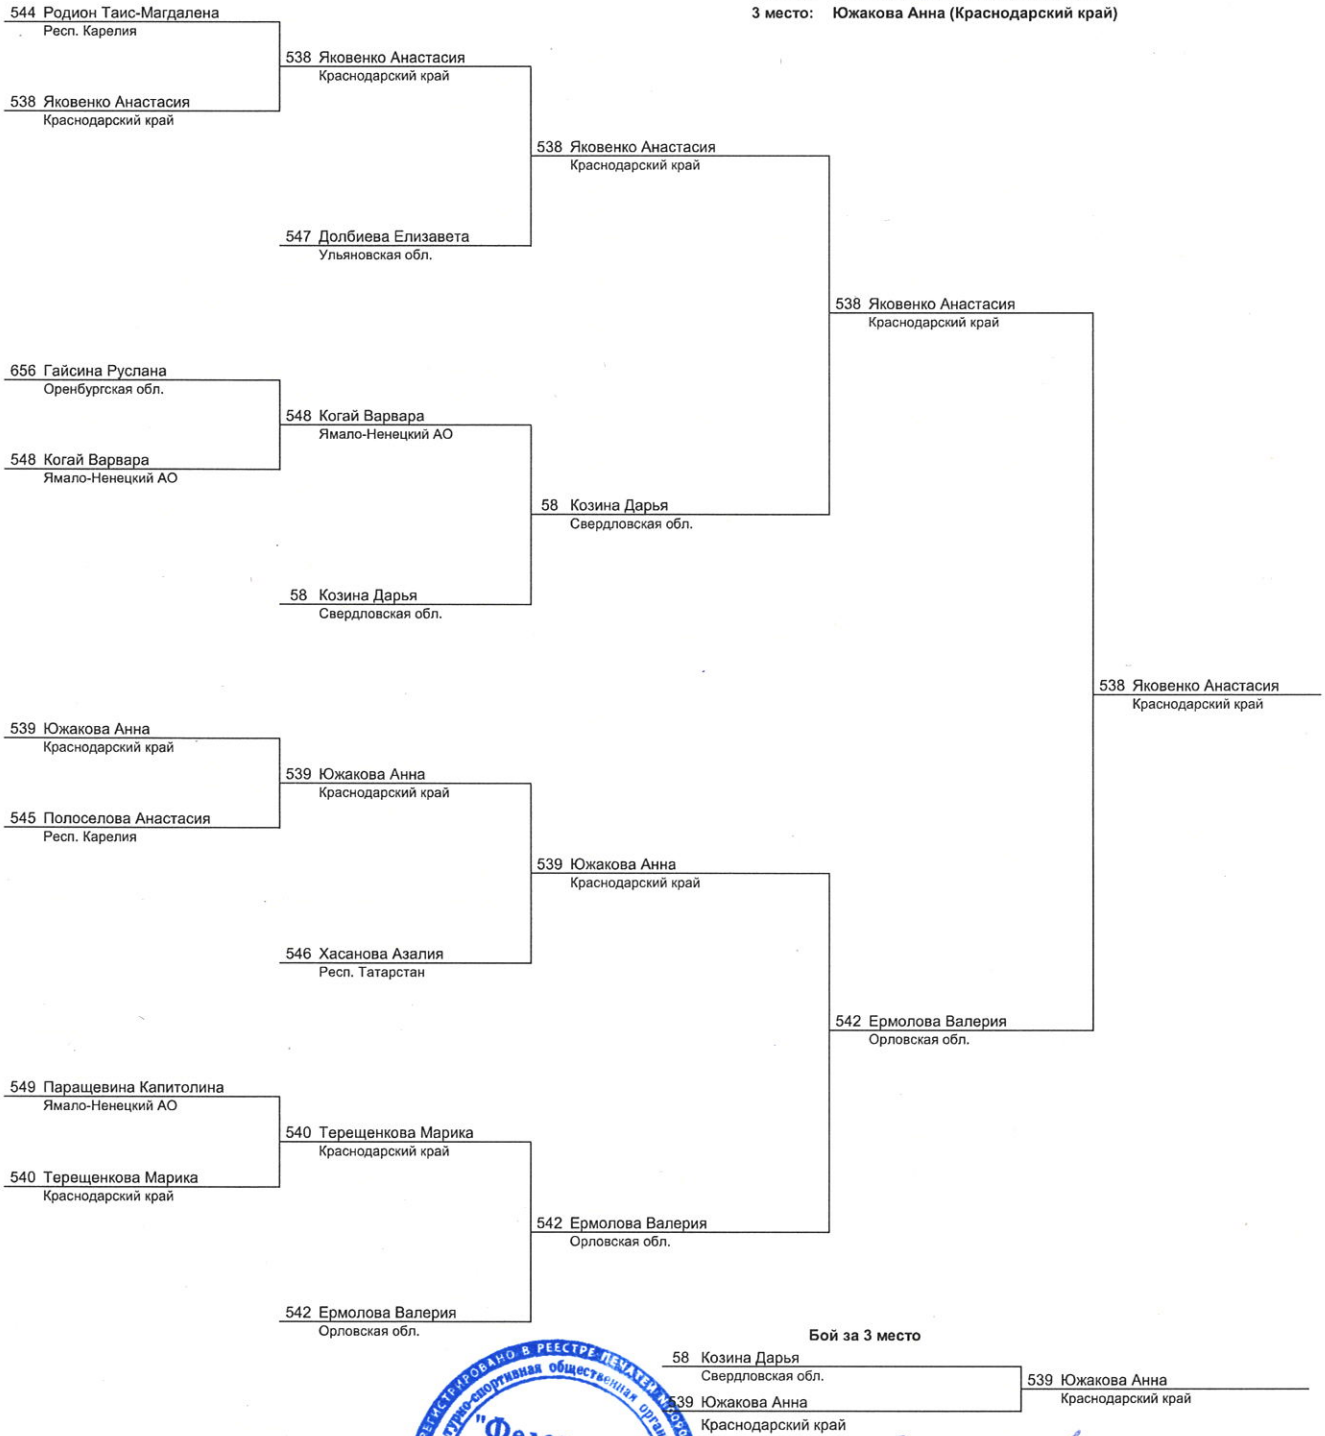 544 Родион Таис-Магдалена
Респ. Карелия
3 место: Южакова Анна (Краснодарский край)
538 Яковенко Анастасия
Краснодарский край
538 Яковенко Анастасия
Краснодарский край
538 Яковенко Анастасия
Краснодарский край
547 Долбиева Елизавета
Ульяновская обл.
538 Яковенко Анастасия
Краснодарский край
656 Гайсина Руслана
Оренбургская обл.
548 Когай Варвара
Ямало-Ненецкий АО
548 Когай Варвара
Ямало-Ненецкий АО
58 Козина Дарья
Свердловская обл.
58 Козина Дарья
Свердловская обл.
538 Яковенко Анастасия
Краснодарский край
539 Южакова Анна
Краснодарский край
539 Южакова Анна
Краснодарский край
545 Полоселова Анастасия
Респ. Карелия
539 Южакова Анна
Краснодарский край
546 Хасанова Азалия
Респ. Татарстан
542 Ермолова Валерия
Орловская обл.
549 Паращевина Капитолина
Ямало-Ненецкий АО
540 Терещенкова Марика
Краснодарский край
540 Терещенкова Марика
Краснодарский край
542 Ермолова Валерия
Орловская обл.
542 Ермолова Валерия
Орловская обл.
Бой за 3 место
58 Козина Дарья
Свердловская обл.
539 Южакова Анна
Краснодарский край
539 Южакова Анна
Краснодарский край
В РЕЕСТРЕ ПЕЧАТЕЙ